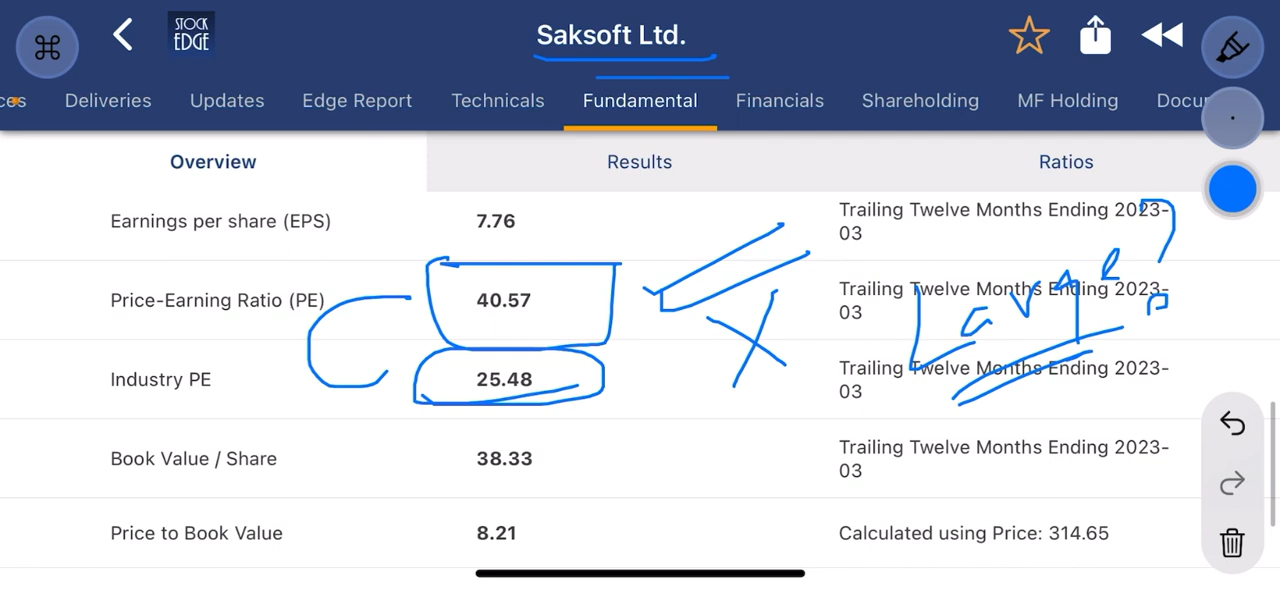 STOCK
EDGE
Saksoft Ltd.
Deliveries Updates Edge Report Technicals Fundamental Financials Shareholding MF Holding
Overview Results Ratios
Earnings per share (EPS) 7.76 Trailing Twelve Months Ending 2023-
03
Price-Earning Ratio (PE) 40.57 Trailing Twelve Months Ending 2023-
03
Large?
Industry PE 25.48 Trailing Twelve Months Ending 2023-
03
Book Value / Share 38.33 Trailing Twelve Months Ending 2023-
03
Price to Book Value 8.21 Calculated using Price: 314.65